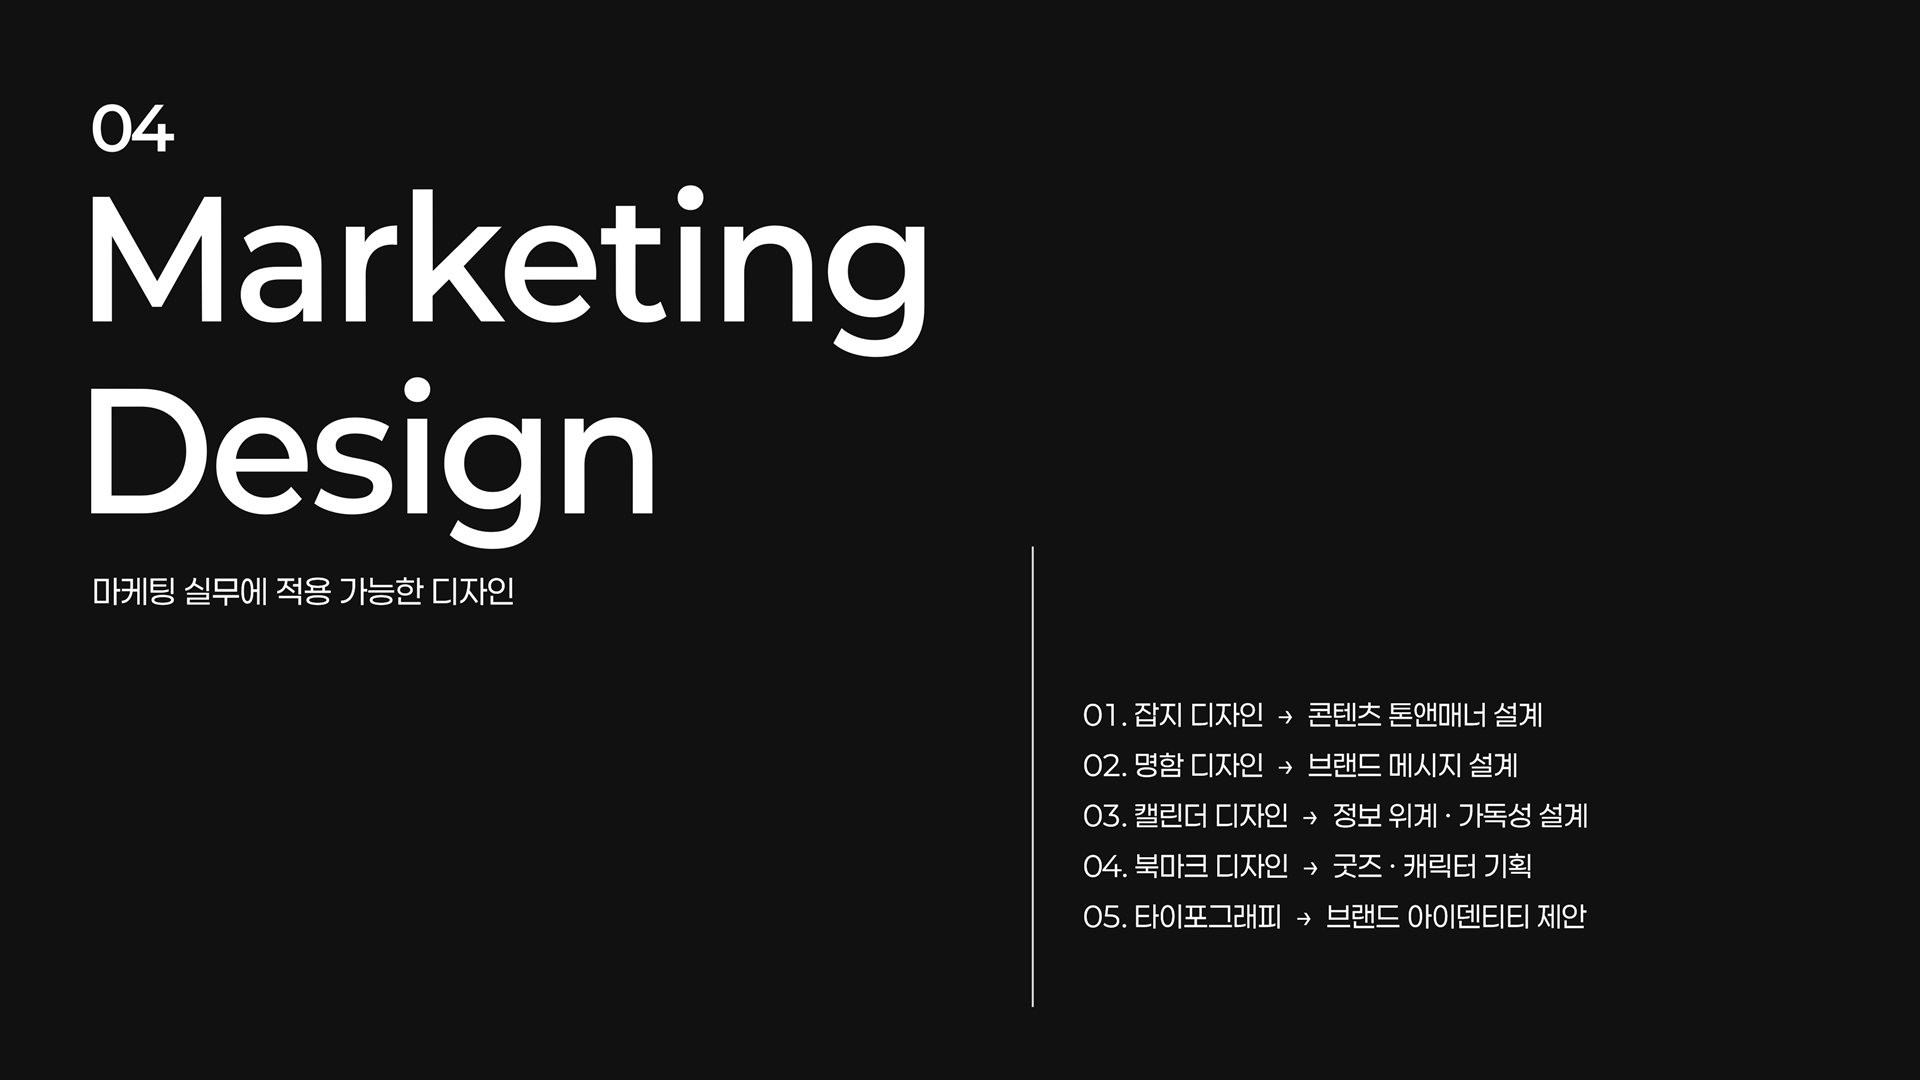 04
Marketing
Design
마케팅 실무에 적용 가능한 디자인
01. 잡지 디자인 → 콘텐츠 톤앤매너 설계
02. 명함 디자인 → 브랜드 메시지 설계
03. 캘린더 디자인 → 정보 위계 · 가독성 설계
04. 북마크 디자인 → 굿즈 · 캐릭터 기획
05. 타이포그래피 → 브랜드 아이덴티티 제안